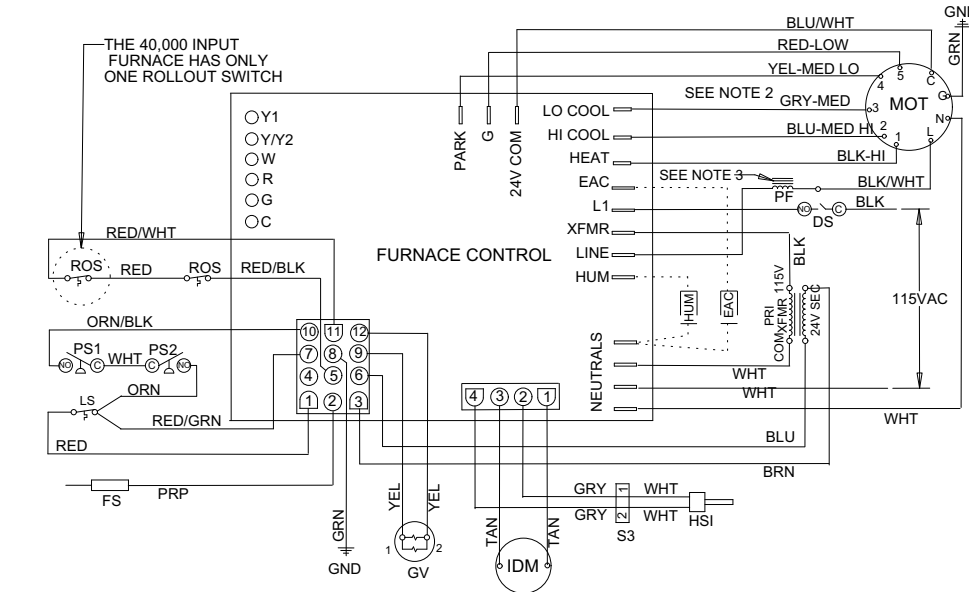 THE 40,000 INPUT
FURNACE HAS ONLY
ONE ROLLOUT SWITCH
Y1
Y/Y2
W
R
G
C
PARK
G
24V COM
BLU/WHT
RED-LOW
YEL-MED LO
SEE NOTE 2
GRY-MED
BLU-MED HI
BLK-HI
GRN
4
5
C
3
MOT
G
2
1
L
N
LO COOL
HI COOL
HEAT
EAC
L1
XFMR
LINE
HUM
NEUTRALS
SEE NOTE 3
PF
BLK/WHT
NO
C
DS
BLK
FURNACE CONTROL
BLK
HUM
EAC
COM
PRI
XFMR
115V
24V SEC
115VAC
WHT
WHT
WHT
BLU
BRN
RED/WHT
ROS
RED
ROS
RED/BLK
ORN/BLK
PS1
WHT
PS2
NO
C
C
NO
ORN
LS
RED/GRN
RED
FS
PRP
10
11
12
7
8
9
4
5
6
1
2
3
GRN
GND
YEL
YEL
1
2
GV
4
3
2
1
TAN
TAN
IDM
GRY
1
WHT
GRY
2
WHT
S3
HSI